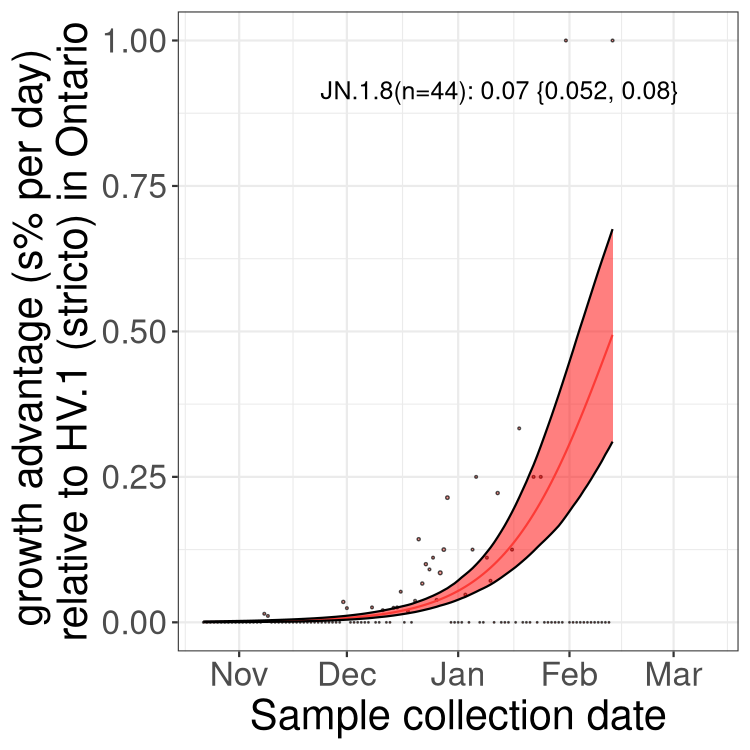 growth advantage (s% per day)
relative to HV.1 (stricto) in Ontario
1.00
JN.1.8(n=44): 0.07 {0.052, 0.08}
0.75
0.50
0.25
0.00
Nov Dec Jan Feb Mar
Sample collection date